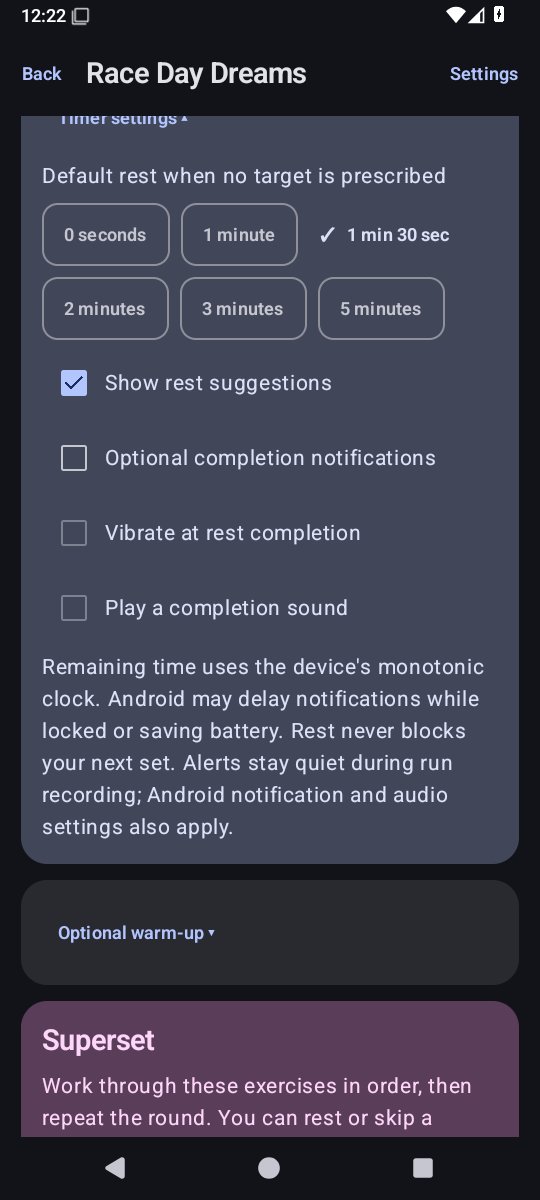 12:22
Back Race Day Dreams Settings
Timer settings ▴
Default rest when no target is prescribed
0 seconds 1 minute ✓ 1 min 30 sec
2 minutes 3 minutes 5 minutes
Show rest suggestions
Optional completion notifications
Vibrate at rest completion
Play a completion sound
Remaining time uses the device's monotonic
clock. Android may delay notifications while
locked or saving battery. Rest never blocks
your next set. Alerts stay quiet during run
recording; Android notification and audio
settings also apply.
Optional warm-up ▾
Superset
Work through these exercises in order, then
repeat the round. You can rest or skip a